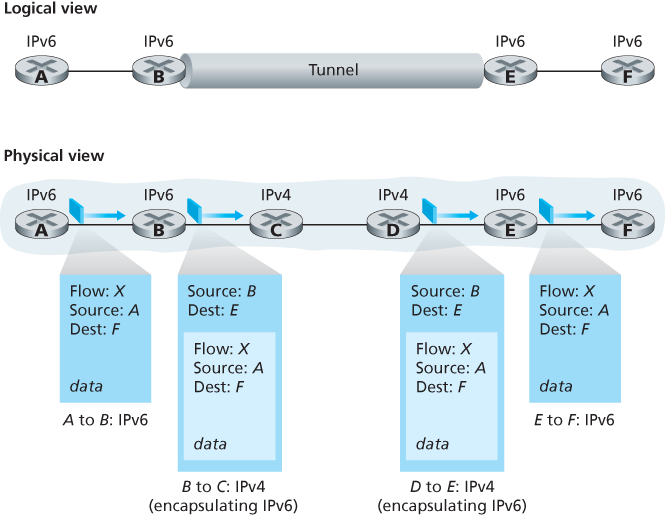 Logical view
IPv6 IPv6 IPv6 IPv6
A B Tunnel E F
Physical view
IPv6 IPv6 IPv4 IPv4 IPv6 IPv6
A B C D E F
Flow: X
Source: A
Dest: F
data
A to B: IPv6
Source: B
Dest: E
Flow: X
Source: A
Dest: F
data
B to C: IPv4
(encapsulating IPv6)
Source: B
Dest: E
Flow: X
Source: A
Dest: F
data
D to E: IPv4
(encapsulating IPv6)
Flow: X
Source: A
Dest: F
data
E to F: IPv6